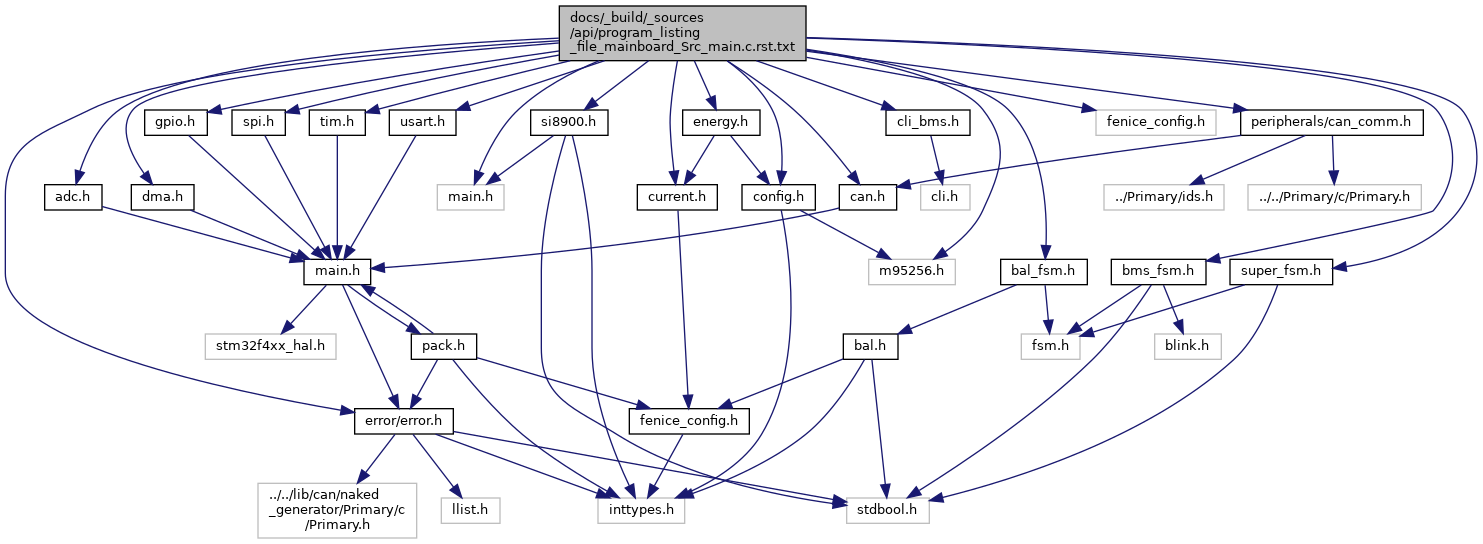 docs/_build/_sources
/api/program_listing
_file_mainboard_Src_main.c.rst.txt
gpio.h
spi.h
tim.h
usart.h
si8900.h
energy.h
cli_bms.h
fenice_config.h
peripherals/can_comm.h
adc.h
dma.h
main.h
current.h
config.h
can.h
cli.h
../Primary/ids.h
../../Primary/c/Primary.h
main.h
m95256.h
bal_fsm.h
bms_fsm.h
super_fsm.h
stm32f4xx_hal.h
pack.h
bal.h
fsm.h
blink.h
error/error.h
fenice_config.h
../../lib/can/naked
_generator/Primary/c
/Primary.h
llist.h
inttypes.h
stdbool.h